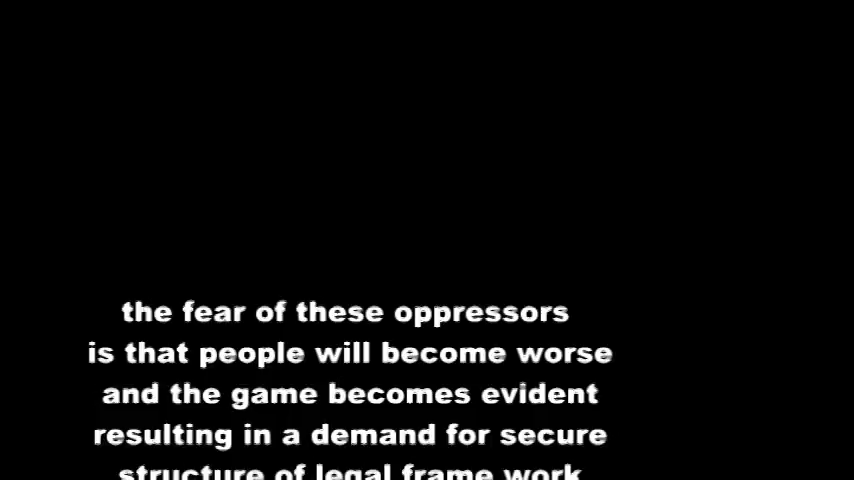 the fear of these oppressors
is that people will become worse
and the game becomes evident
resulting in a demand for secure
structure of legal frame work